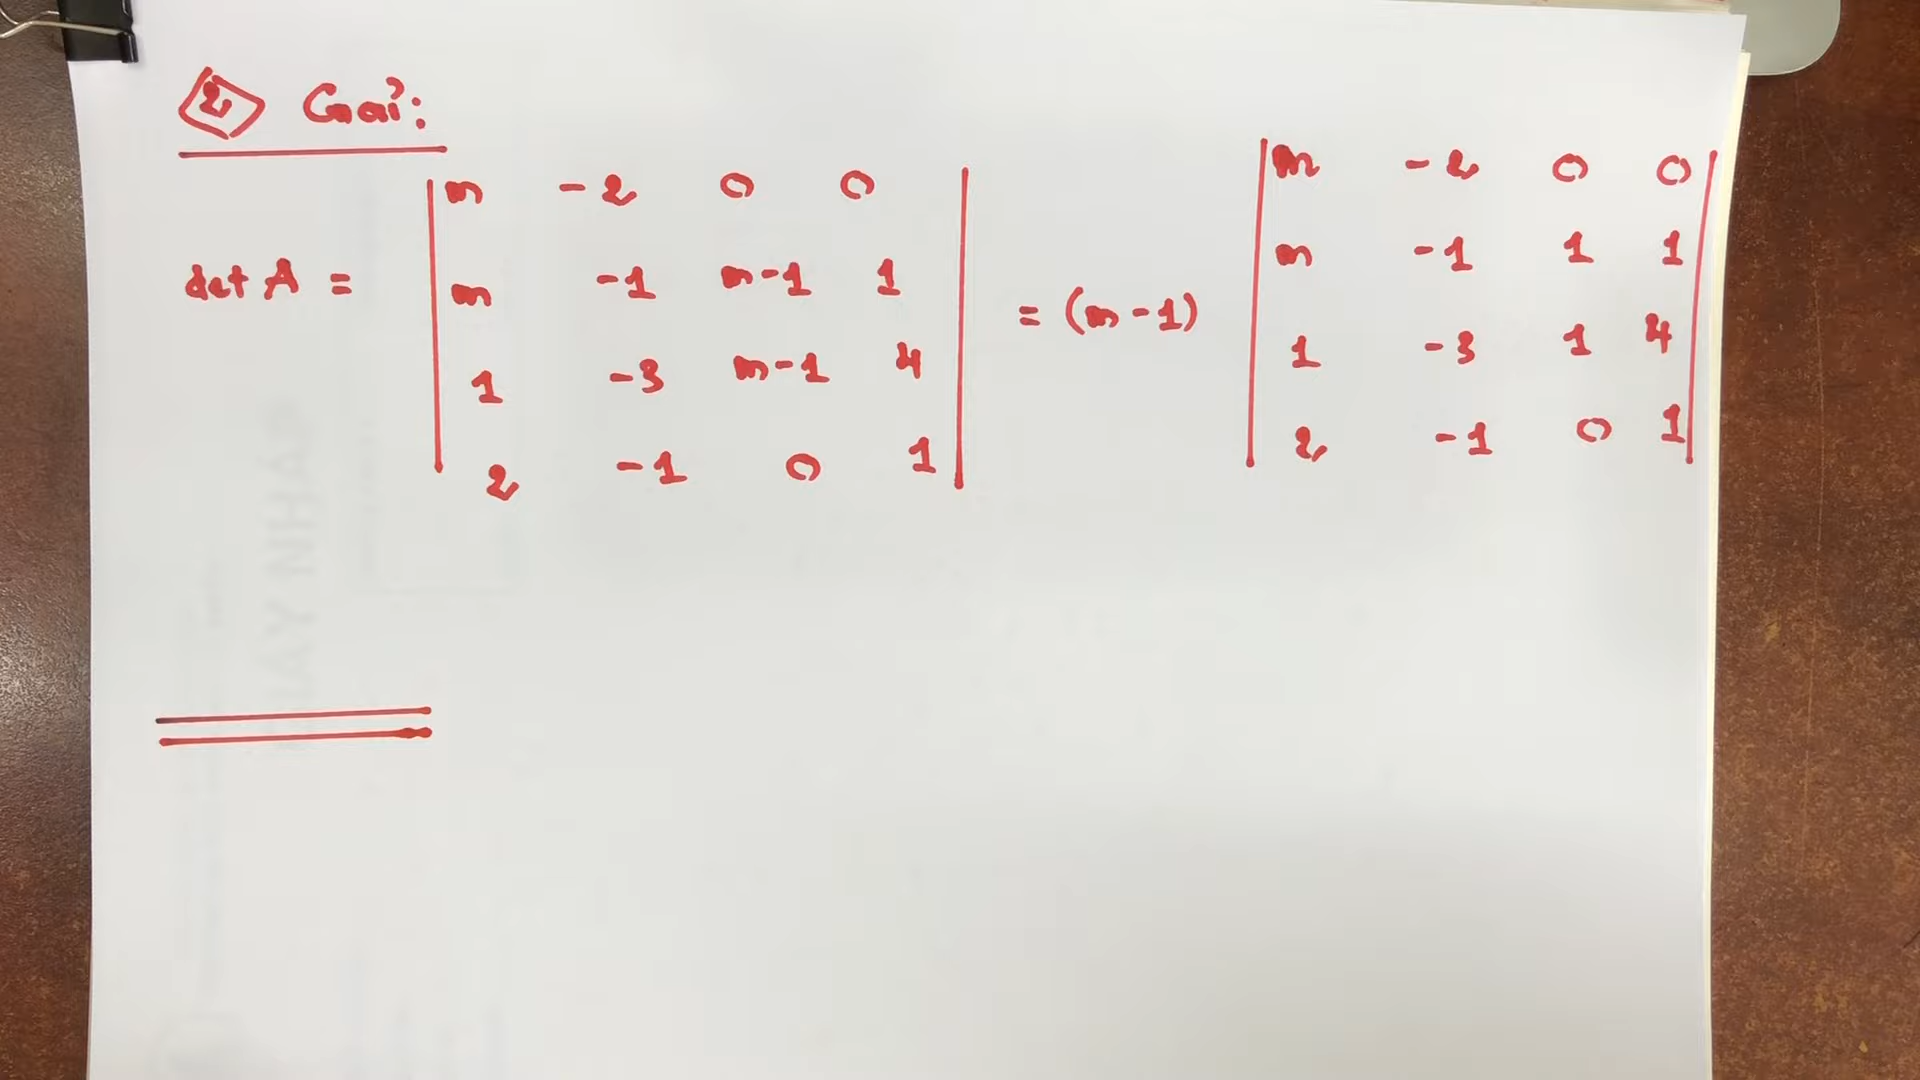 2 Giải:
det A = | m -2 0 0 | = (m-1) | m -2 0 0 |
| m -1 m-1 1 | | m -1 1 1 |
| 1 -3 m-1 4 | | 1 -3 1 4 |
| 2 -1 0 1 | | 2 -1 0 1 |